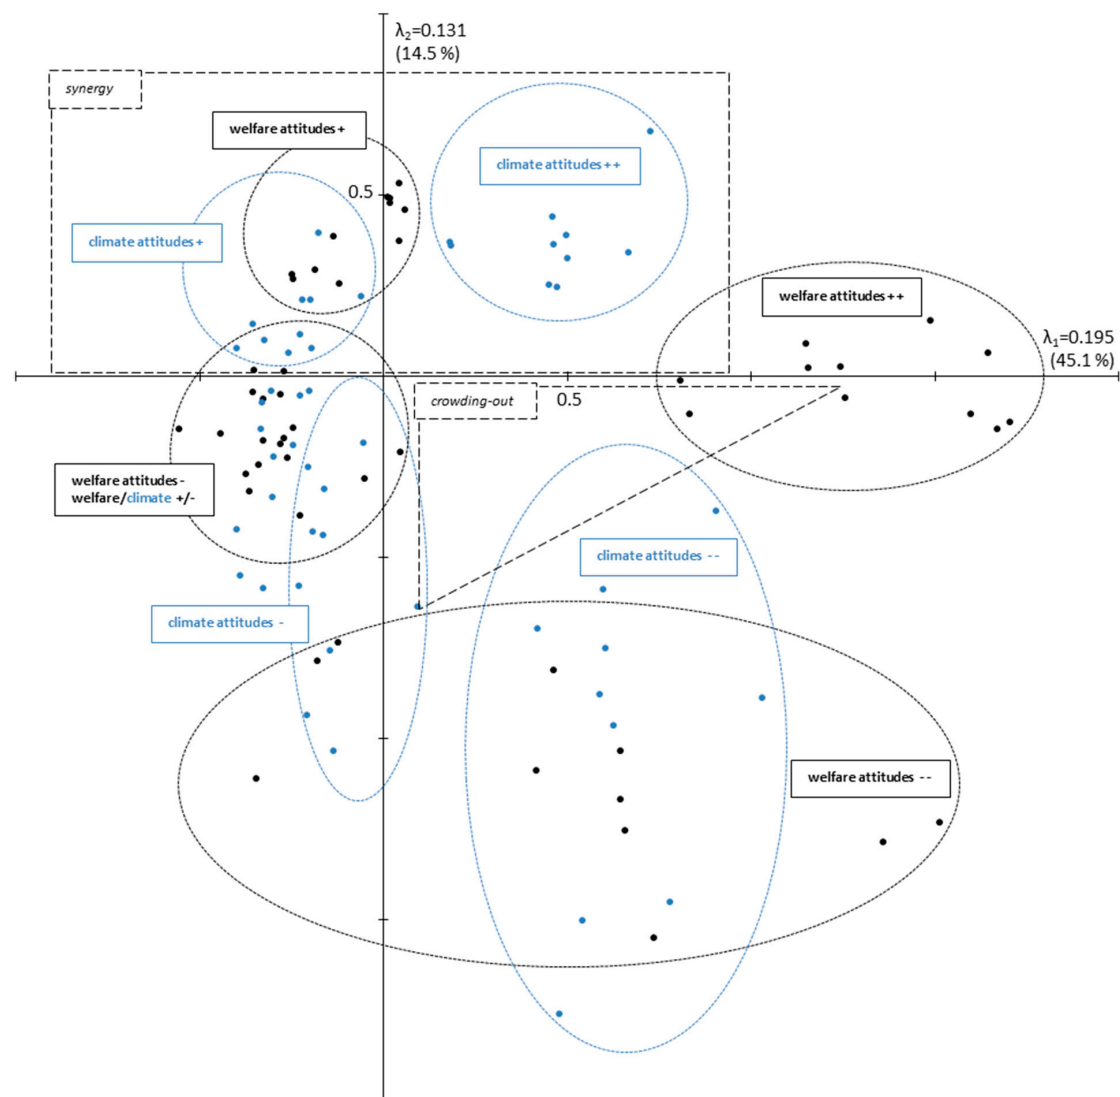 λ₂=0.131
(14.5 %)
synergy
welfare attitudes+
climate attitudes++
0.5
climate attitudes+
welfare attitudes++
λ₁=0.195
(45.1 %)
crowding-out
0.5
welfare attitudes-
welfare/climate +/-
climate attitudes --
climate attitudes -
welfare attitudes --